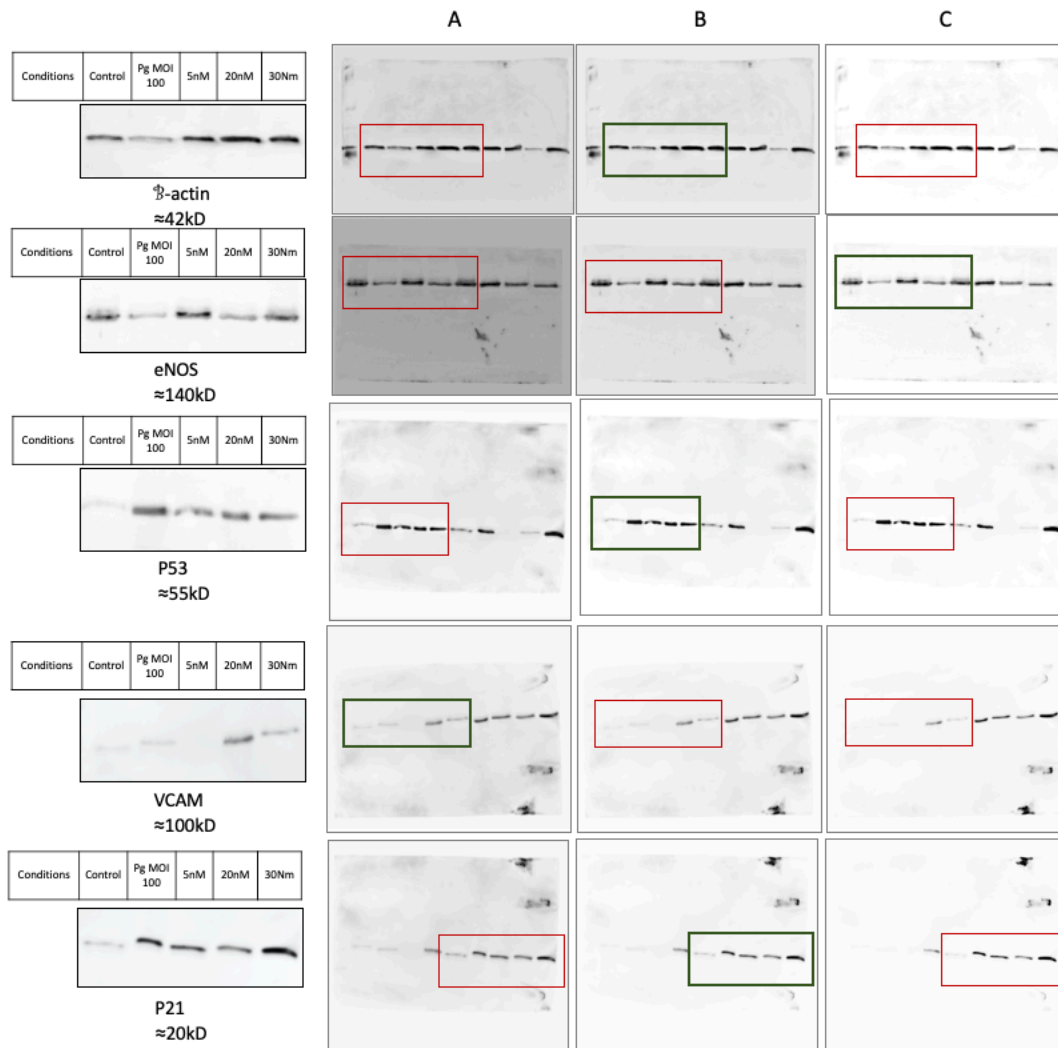 A B C
Conditions Control Pg MOI 100 5nM 20nM 30Nm
𝔅-actin
≈42kD
Conditions Control Pg MOI 100 5nM 20nM 30Nm
eNOS
≈140kD
Conditions Control Pg MOI 100 5nM 20nM 30Nm
P53
≈55kD
Conditions Control Pg MOI 100 5nM 20nM 30Nm
VCAM
≈100kD
Conditions Control Pg MOI 100 5nM 20nM 30Nm
P21
≈20kD